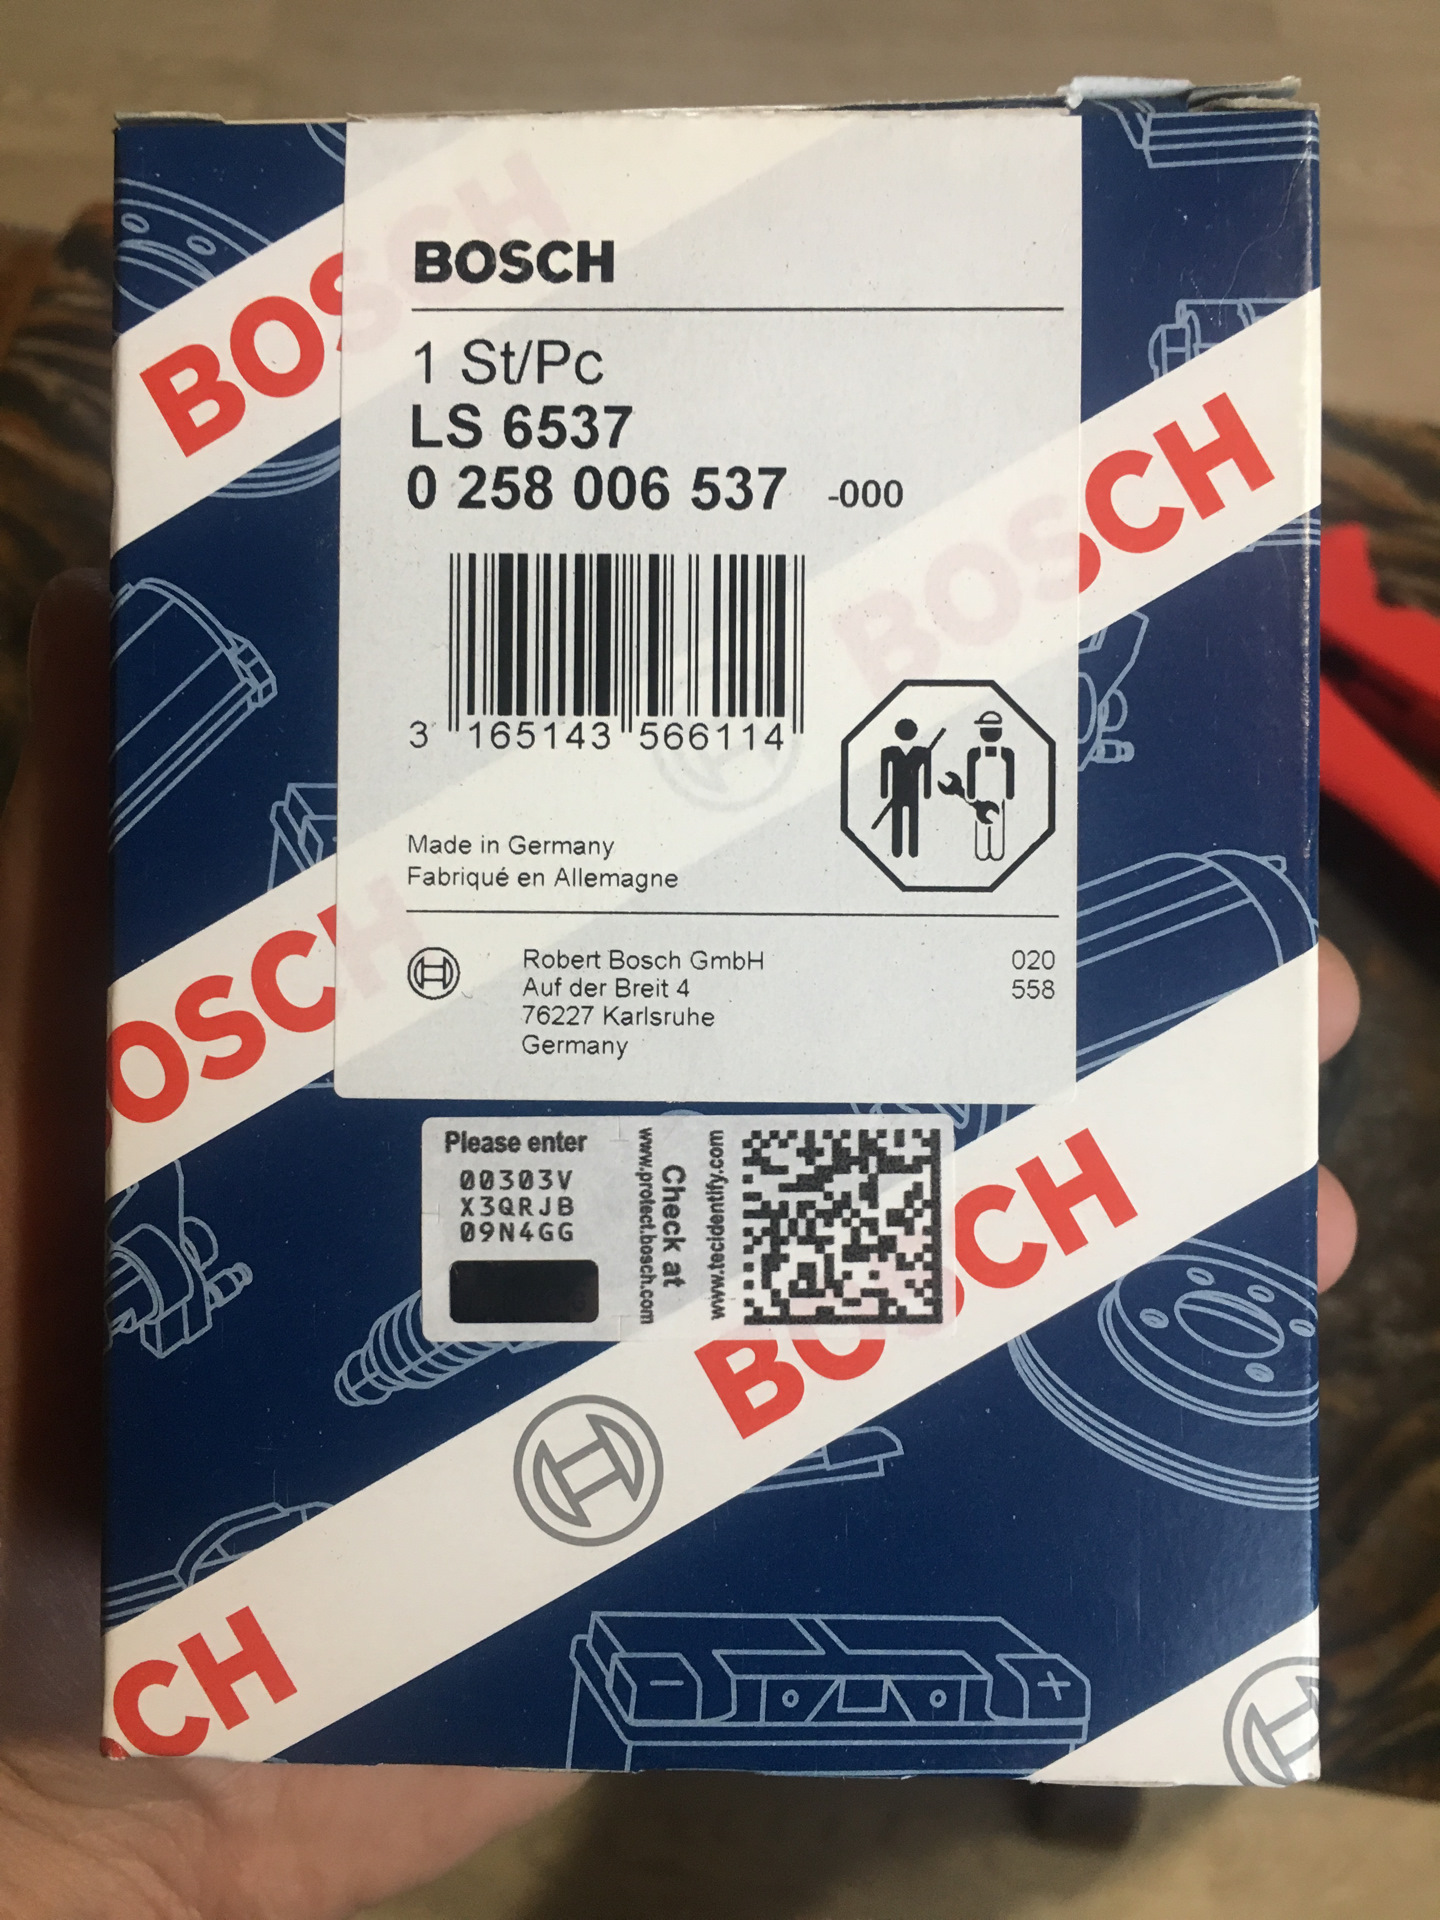 BOSCH
1 St/Pc
LS 6537
0 258 006 537 -000
3 165143 566114
Made in Germany
Fabriqué en Allemagne
Robert Bosch GmbH
Auf der Breit 4
76227 Karlsruhe
Germany
020
558
Please enter
00303V
X3QRJB
09N4GG
Check at
www.protect.bosch.com
www.tecidentify.com
BOSCH
BOSCH
OSCH
BOSCH
CH